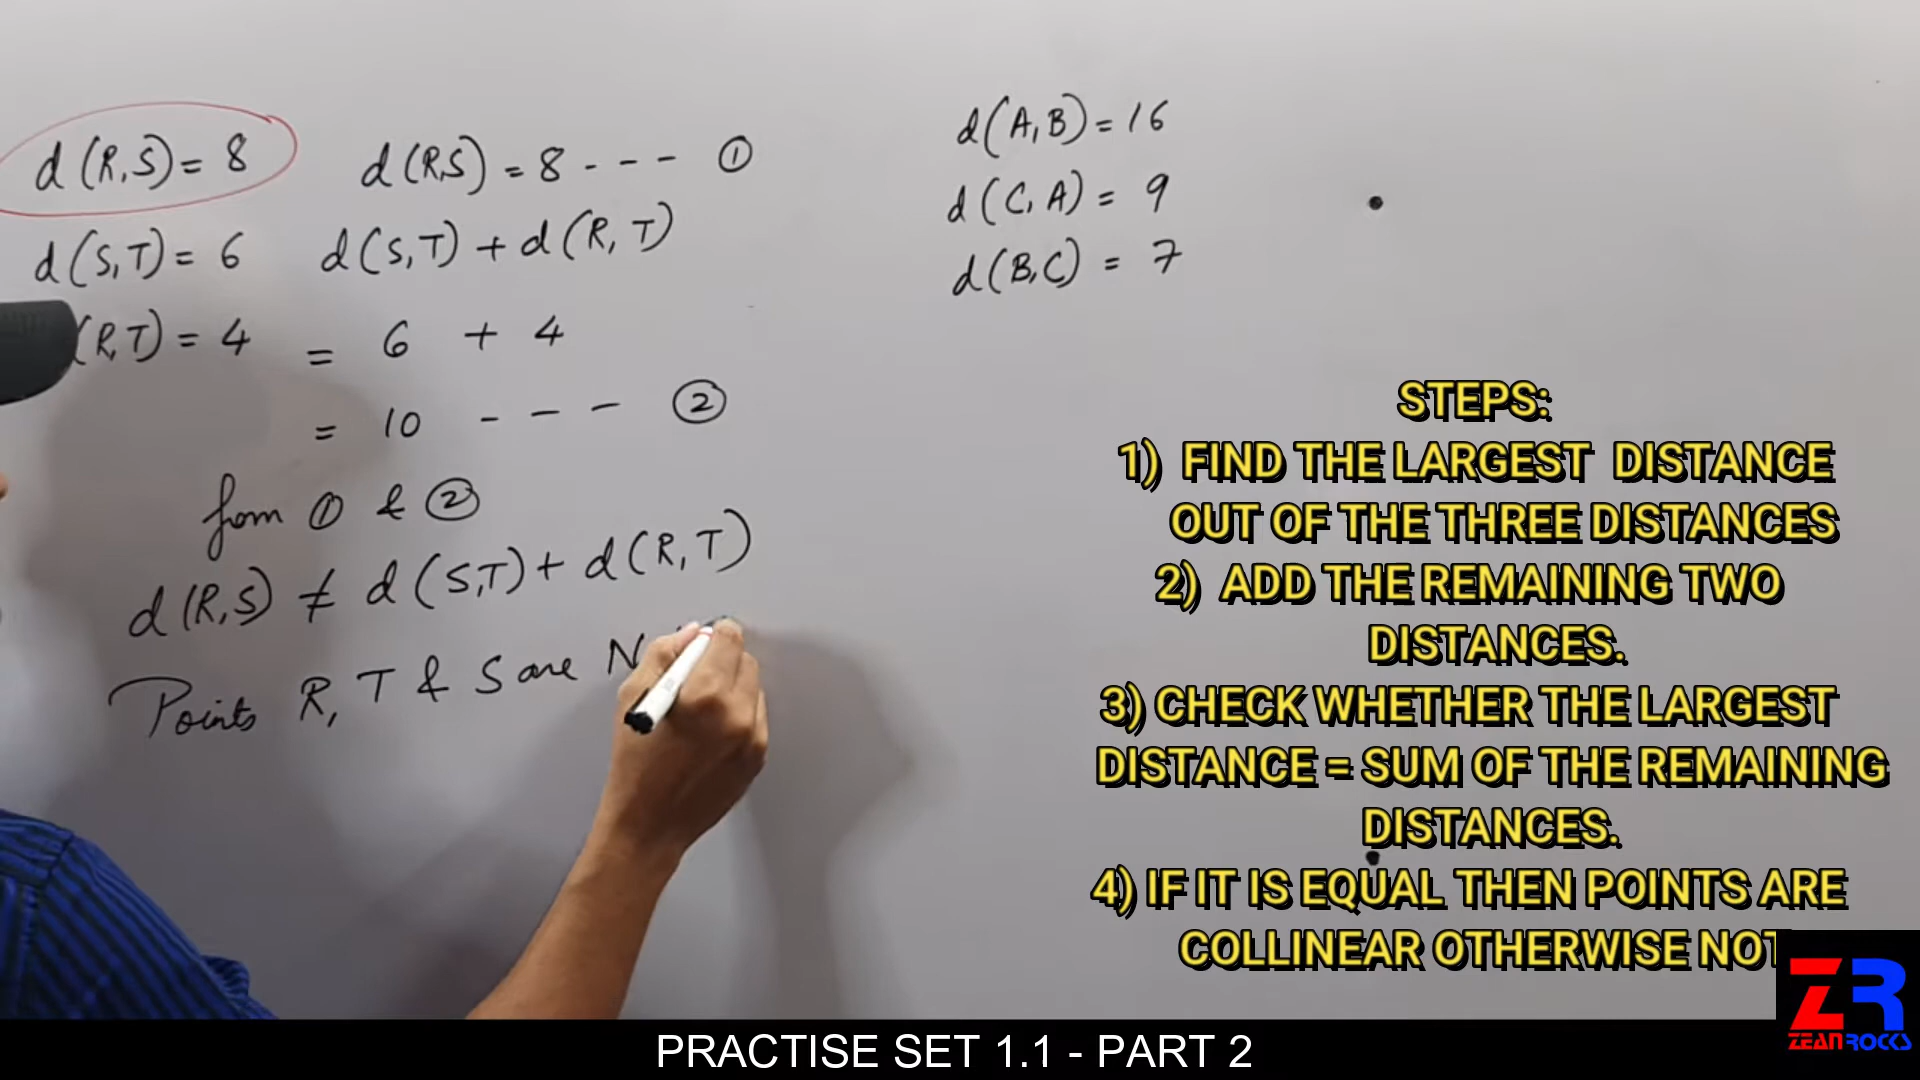 d(R,S) = 8
d(S,T) = 6
(R,T) = 4
d(R,S) = 8 - - - ①
d(S,T) + d(R,T)
= 6 + 4
= 10 - - - ②
from ① & ②
d(R,S) ≠ d(S,T) + d(R,T)
Points R, T & S are
d(A,B) = 16
d(C,A) = 9
d(B,C) = 7
STEPS:
1) FIND THE LARGEST DISTANCE
OUT OF THE THREE DISTANCES
2) ADD THE REMAINING TWO
DISTANCES.
3) CHECK WHETHER THE LARGEST
DISTANCE = SUM OF THE REMAINING
DISTANCES.
4) IF IT IS EQUAL THEN POINTS ARE
COLLINEAR OTHERWISE NOT
ZR
ZEAN ROCKS
PRACTISE SET 1.1 - PART 2